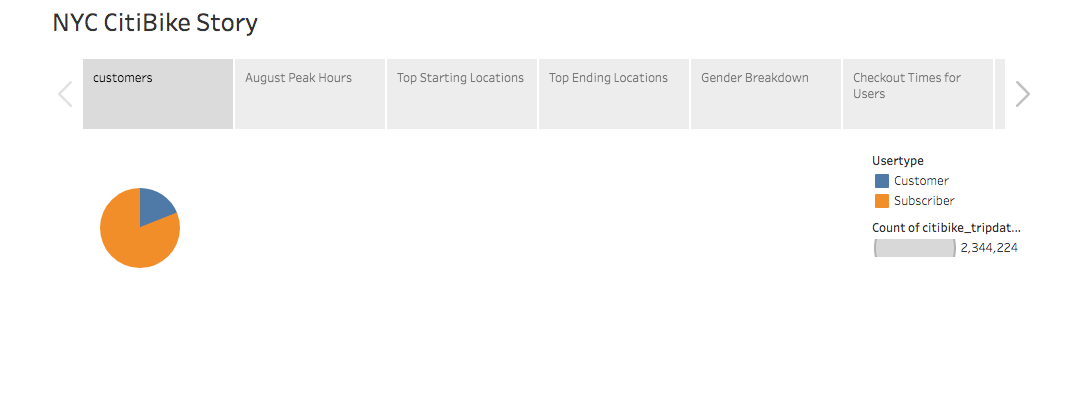 NYC CitiBike Story
customers
August Peak Hours
Top Starting Locations
Top Ending Locations
Gender Breakdown
Checkout Times for
Users
Usertype
Customer
Subscriber
Count of citibike_tripdat...
2,344,224